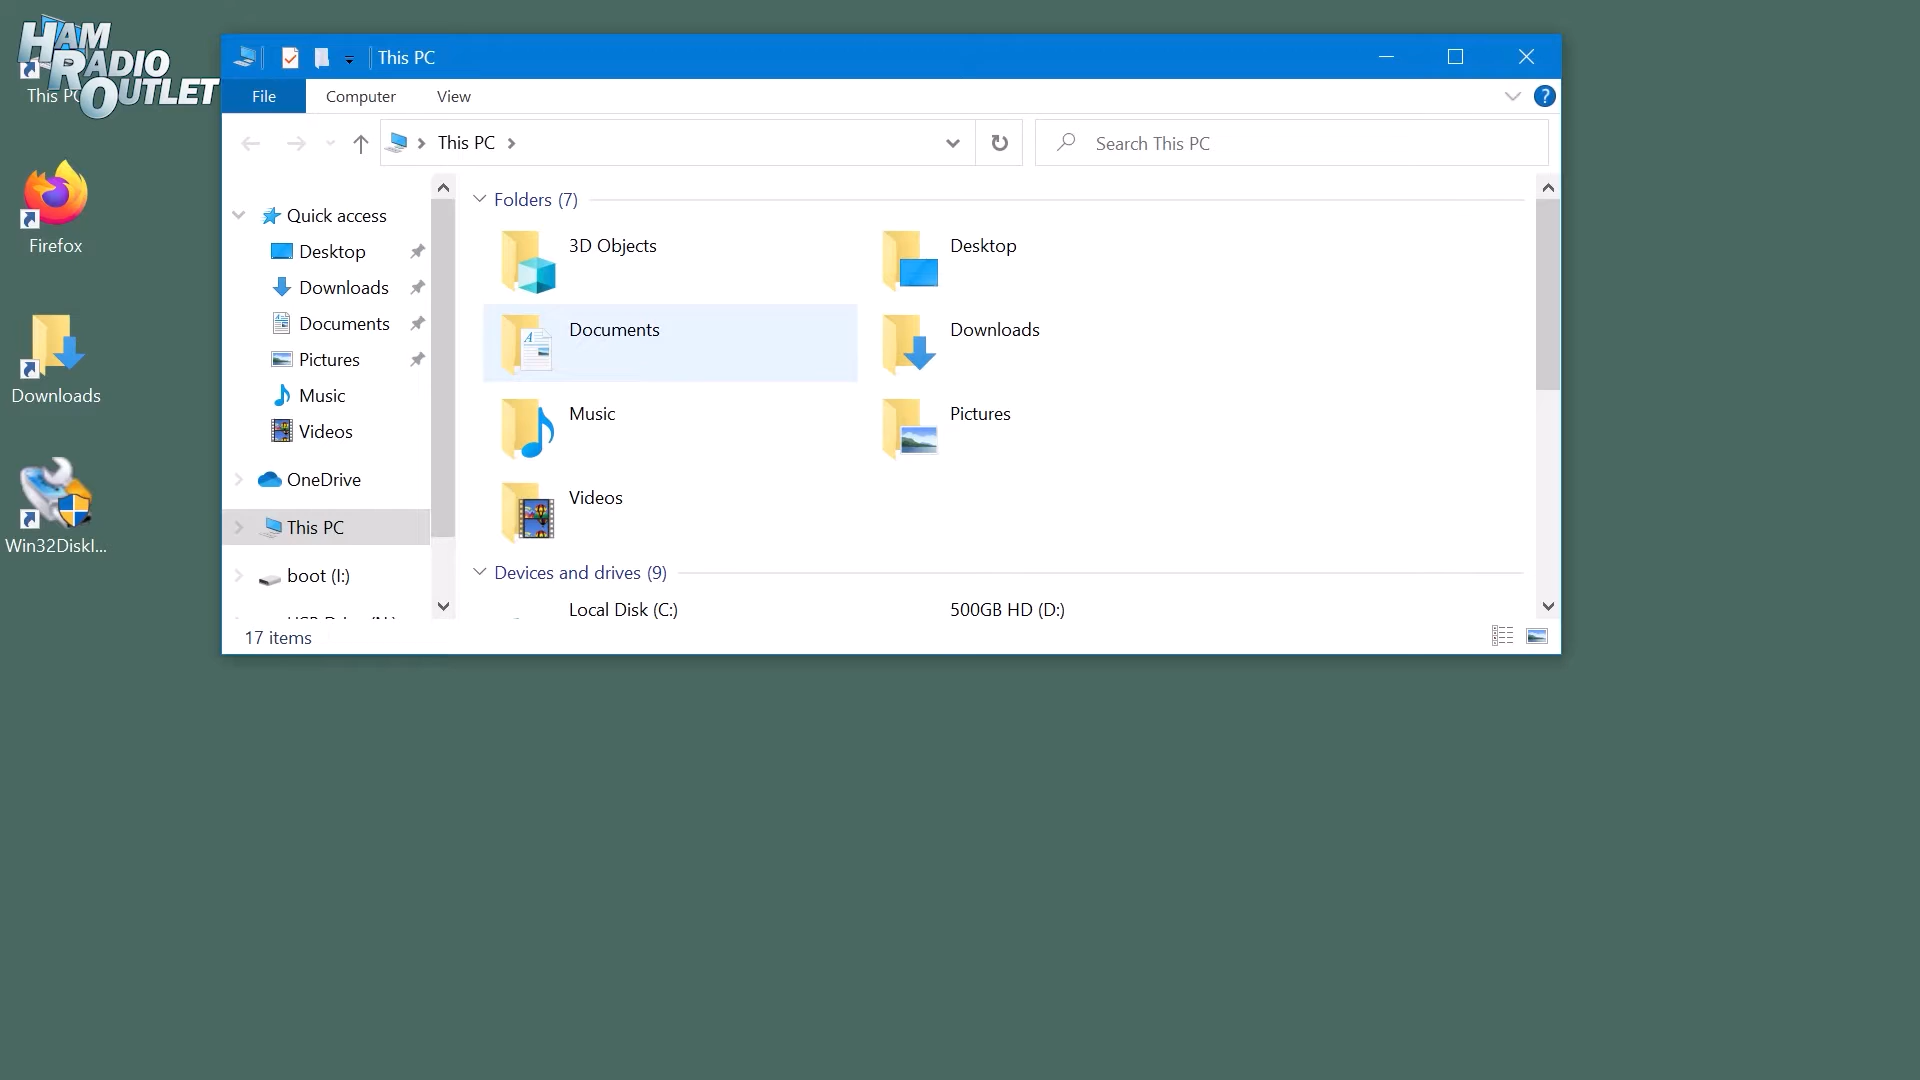 HAM
RADIO
OUTLET
This PC
Firefox
Downloads
Win32DiskI...
This PC
File
Computer
View
?
This PC
Search This PC
Quick access
Desktop
Downloads
Documents
Pictures
Music
Videos
OneDrive
This PC
boot (I:)
Folders (7)
3D Objects
Desktop
Documents
Downloads
Music
Pictures
Videos
Devices and drives (9)
Local Disk (C:)
500GB HD (D:)
17 items